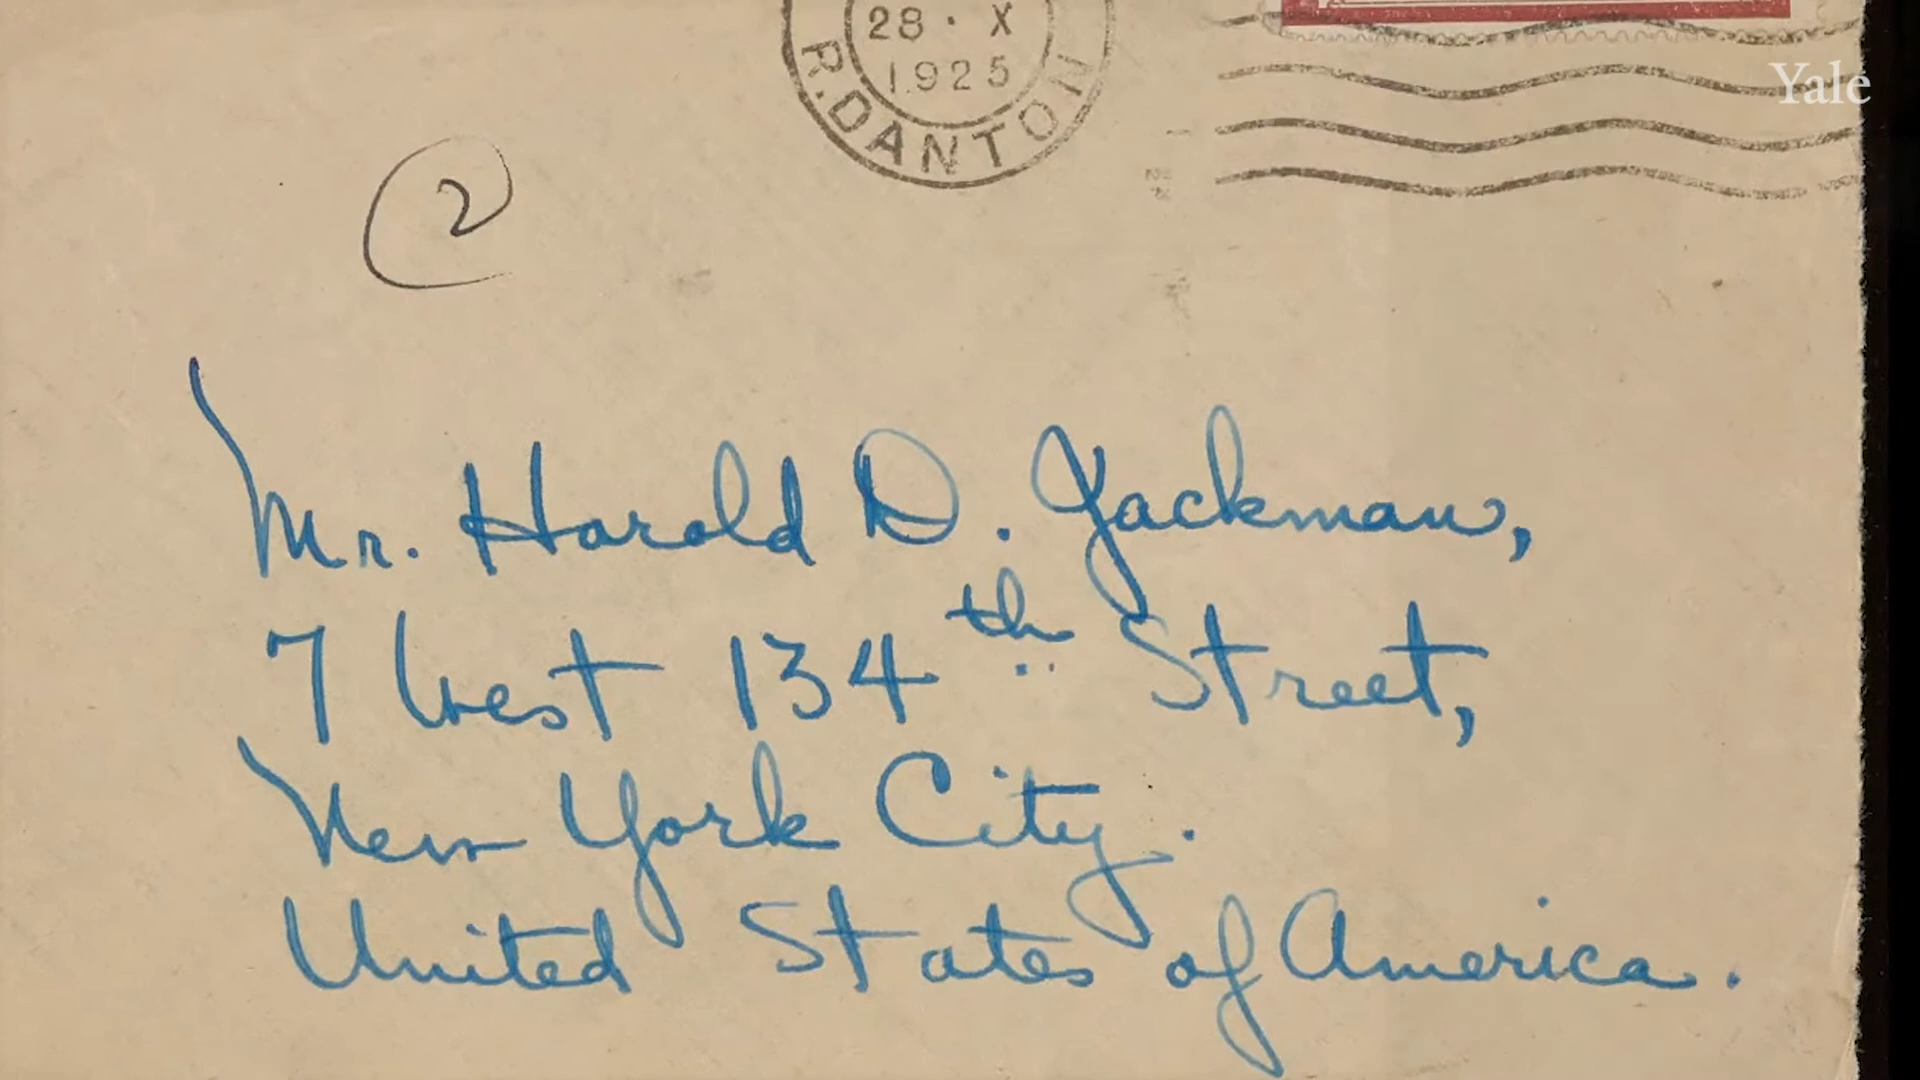 28 · X
1925
R. DANTON
Yale
2
Mr. Harold D. Jackman,
7 West 134th Street,
New York City.
United States of America.